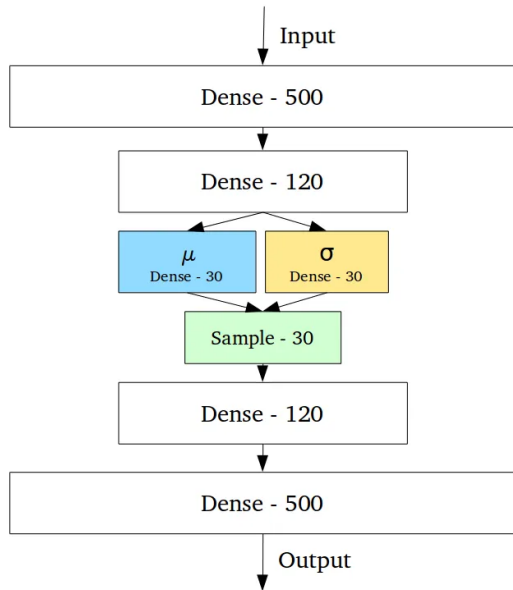 Input
Dense - 500
Dense - 120
μ
Dense - 30
σ
Dense - 30
Sample - 30
Dense - 120
Dense - 500
Output